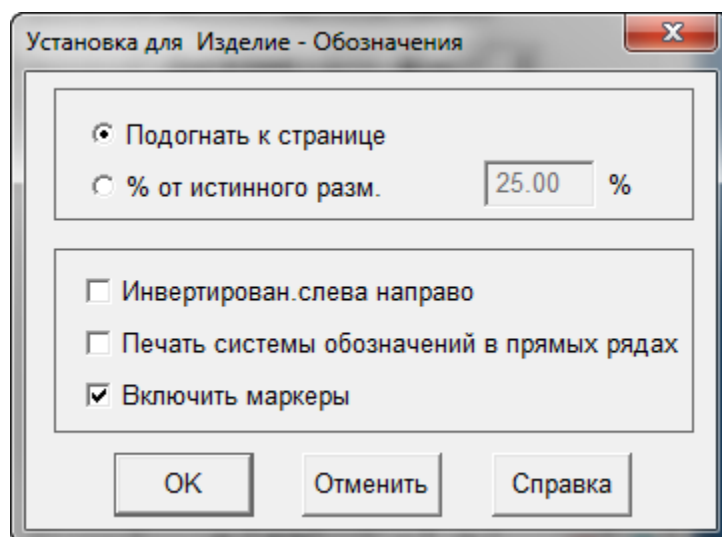 Установка для  Изделие - Обозначения
Подогнать к странице
% от истинного разм. 25.00 %
Инвертирован.слева направо
Печать системы обозначений в прямых рядах
Включить маркеры
OK Отменить Справка